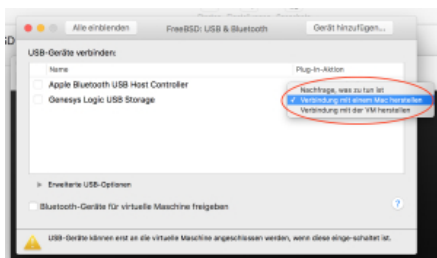 Alle einblenden
FreeBSD: USB & Bluetooth
Gerät hinzufügen...
SD
USB-Geräte verbinden:
Name
Plug-In-Aktion
Apple Bluetooth USB Host Controller
Genesys Logic USB Storage
Nachfrage, was zu tun ist
✓ Verbindung mit einem Mac herstellen
Verbindung mit der VM herstellen
Erweiterte USB-Optionen
Bluetooth-Geräte für virtuelle Maschine freigeben
?
USB-Geräte können erst an die virtuelle Maschine angeschlossen werden, wenn diese einge-schaltet ist.